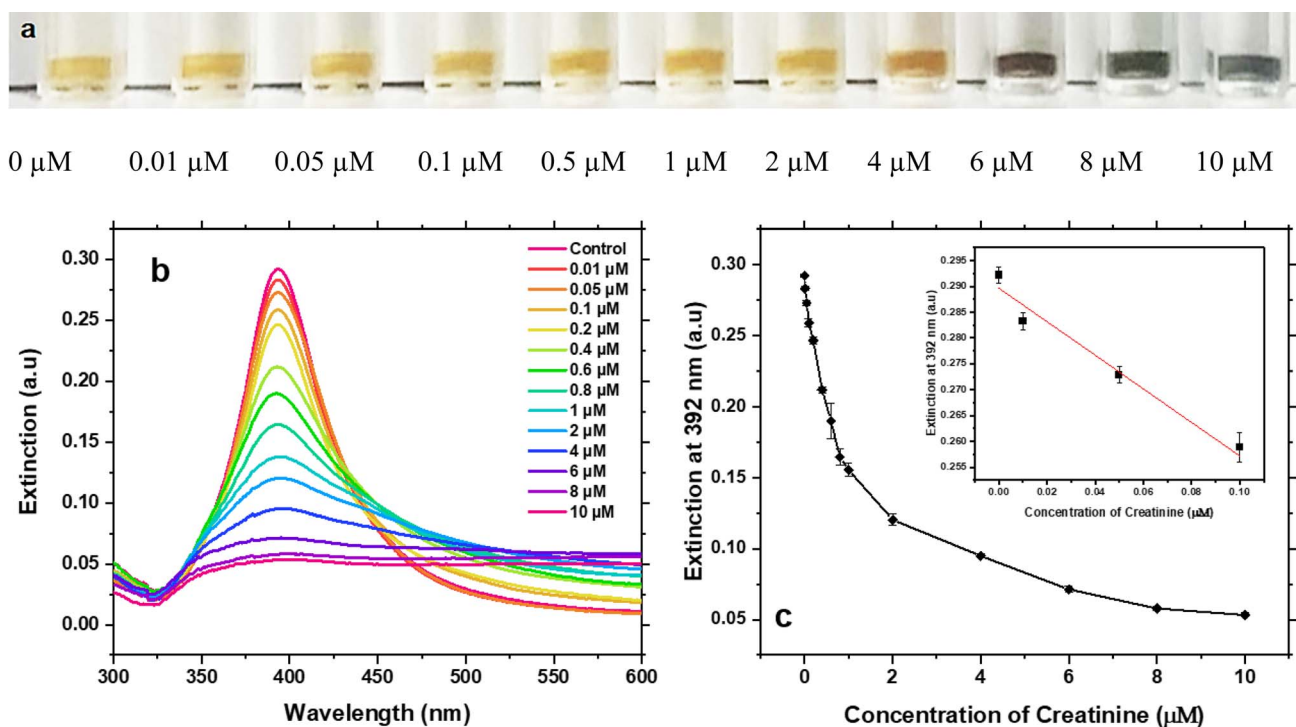 a
0 μM 0.01 μM 0.05 μM 0.1 μM 0.5 μM 1 μM 2 μM 4 μM 6 μM 8 μM 10 μM
b
Extinction (a.u)
0.30
0.25
0.20
0.15
0.10
0.05
0.00
Control
0.01 μM
0.05 μM
0.1 μM
0.2 μM
0.4 μM
0.6 μM
0.8 μM
1 μM
2 μM
4 μM
6 μM
8 μM
10 μM
300 350 400 450 500 550 600
Wavelength (nm)
c
Extinction at 392 nm (a.u)
0.30
0.25
0.20
0.15
0.10
0.05
Extinction at 392 nm (a.u)
0.295
0.290
0.285
0.280
0.275
0.270
0.265
0.260
0.255
0.00 0.02 0.04 0.06 0.08 0.10
Concentration of Creatinine (μM)
0 2 4 6 8 10
Concentration of Creatinine (μM)